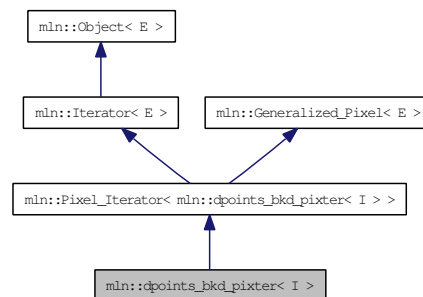 mln::Object< E >
mln::Iterator< E >
mln::Generalized_Pixel< E >
mln::Pixel_Iterator< mln::dpoints_bkd_pixter< I > >
mln::dpoints_bkd_pixter< I >